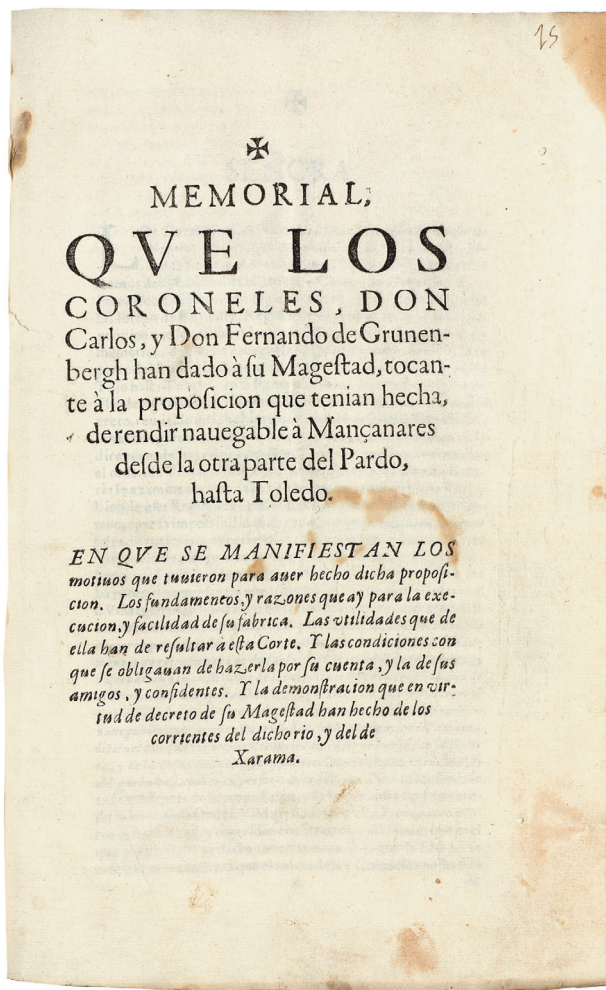 15
✠
MEMORIAL,
QVE LOS
CORONELES, DON
Carlos, y Don Fernando de Grunen-
bergh han dado à ſu Mageſtad, tocan-
te à la propoſicion que tenian hecha,
de rendir nauegable à Mançanares
deſde la otra parte del Pardo,
haſta Toledo.
EN QVE SE MANIFIESTAN LOS
motiuos que tuuieron para auer hecho dicha propoſi-
cion. Los fundamentos, y razones que ay para la exe-
cucion, y facilidad de ſu fabrica. Las vtilidades que de
ella han de reſultar à eſta Corte. Y las condiciones con
que ſe obligauan de hazerla por ſu cuenta, y la de ſus
amigos, y confidentes. Y la demonſtracion que en vir-
tud de decreto de ſu Mageſtad han hecho de los
corrientes del dicho rio, y del de
Xarama.